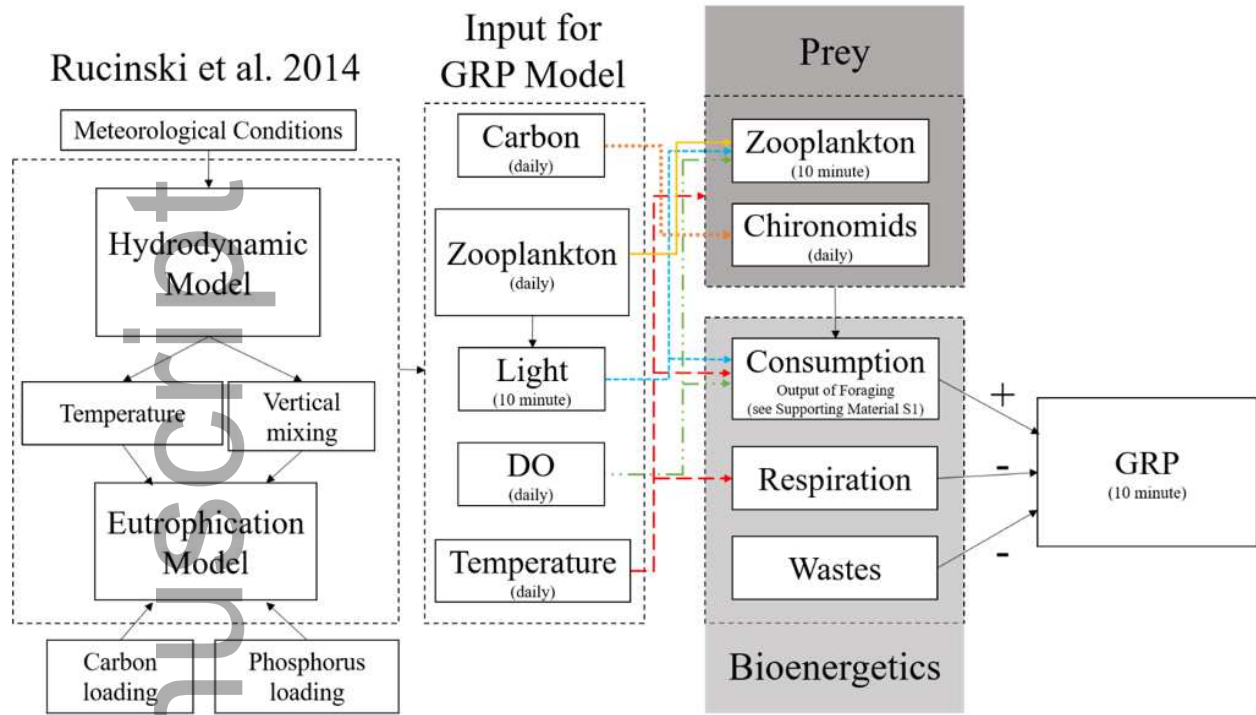 Rucinski et al. 2014
Meteorological Conditions
Hydrodynamic
Model
Temperature
Vertical
mixing
Eutrophication
Model
Carbon
loading
Phosphorus
loading
Input for
GRP Model
Carbon
(daily)
Zooplankton
(daily)
Light
(10 minute)
DO
(daily)
Temperature
(daily)
Prey
Zooplankton
(10 minute)
Chironomids
(daily)
Consumption
Output of Foraging
(see Supporting Material S1)
Respiration
Wastes
Bioenergetics
+
-
-
GRP
(10 minute)
nuscript